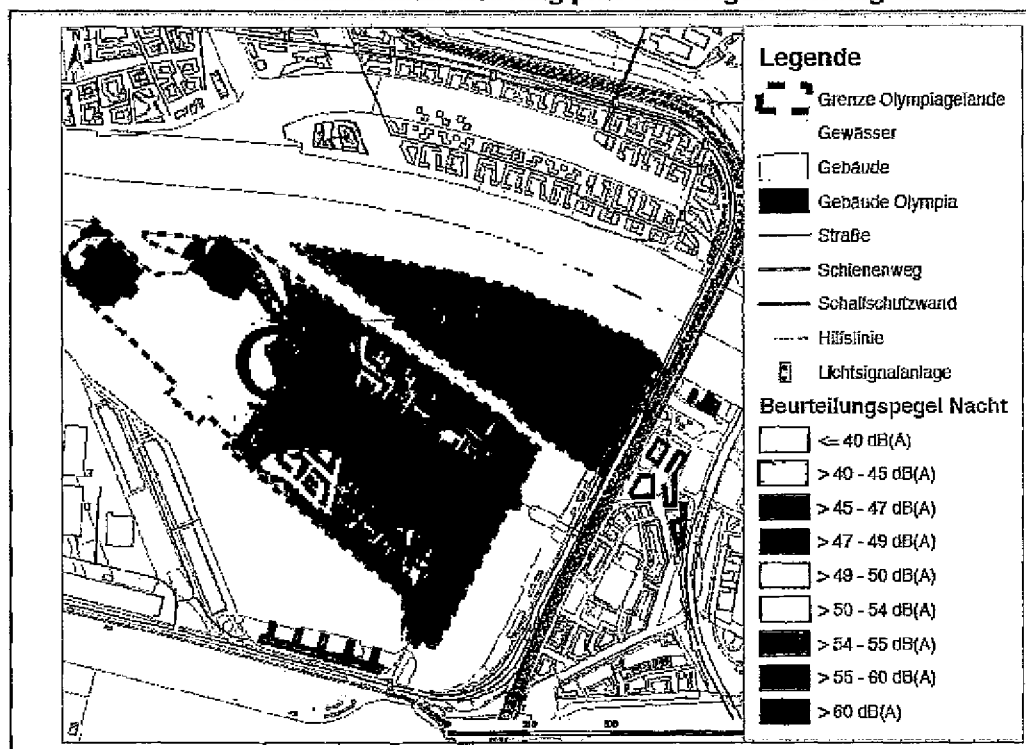 Legende
Grenze Olympiagelände
Gewässer
Gebäude
Gebäude Olympia
Straße
Schienenweg
Schallschutzwand
Hilfslinie
Lichtsignalanlage
Beurteilungspegel Nacht
<= 40 dB(A)
> 40 - 45 dB(A)
> 45 - 47 dB(A)
> 47 - 49 dB(A)
> 49 - 50 dB(A)
> 50 - 54 dB(A)
> 54 - 55 dB(A)
> 55 - 60 dB(A)
> 60 dB(A)